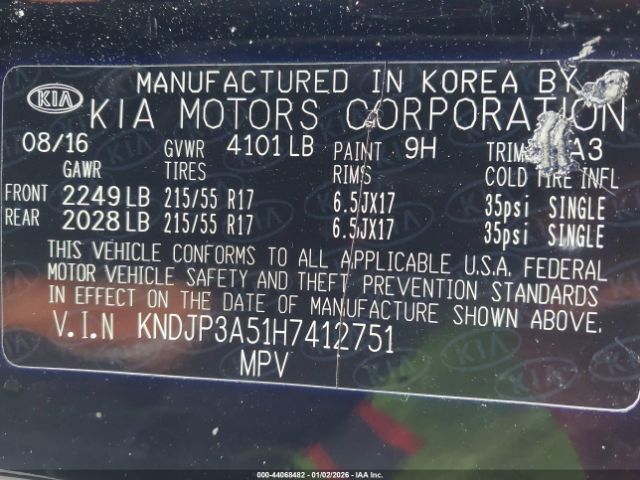 MANUFACTURED IN KOREA BY
KIA KIA MOTORS CORPORATION
08/16 GVWR 4101 LB PAINT 9H TRIM A3
GAWR TIRES RIMS COLD TIRE INFL
FRONT 2249 LB 215/55 R17 6.5JX17 35psi SINGLE
REAR 2028 LB 215/55 R17 6.5JX17 35psi SINGLE
THIS VEHICLE CONFORMS TO ALL APPLICABLE U.S.A. FEDERAL
MOTOR VEHICLE SAFETY AND THEFT PREVENTION STANDARDS
IN EFFECT ON THE DATE OF MANUFACTURE SHOWN ABOVE.
V.I.N KNDJP3A51H7412751
MPV
© COPYRIGHT 000-44068482 - 01/02/2026 - IAA Inc.